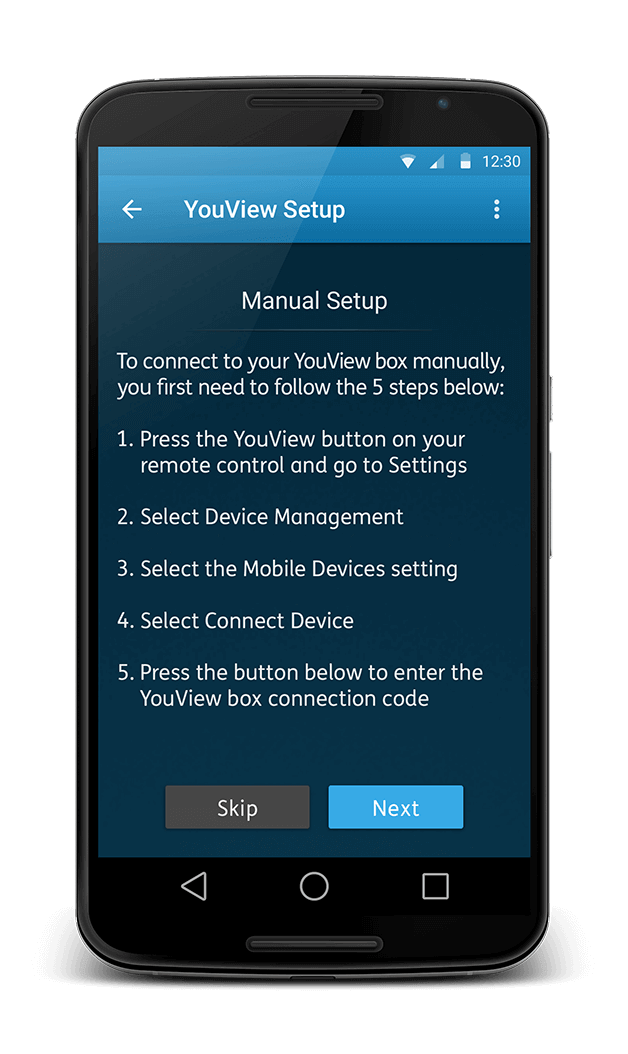 12:30
YouView Setup
Manual Setup
To connect to your YouView box manually,
you first need to follow the 5 steps below:
1. Press the YouView button on your
remote control and go to Settings
2. Select Device Management
3. Select the Mobile Devices setting
4. Select Connect Device
5. Press the button below to enter the
YouView box connection code
Skip Next